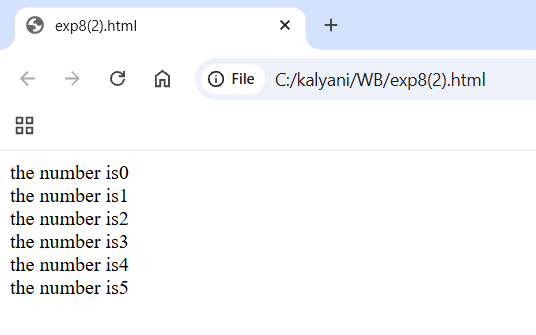 exp8(2).html
File C:/kalyani/WB/exp8(2).html
the number is0
the number is1
the number is2
the number is3
the number is4
the number is5